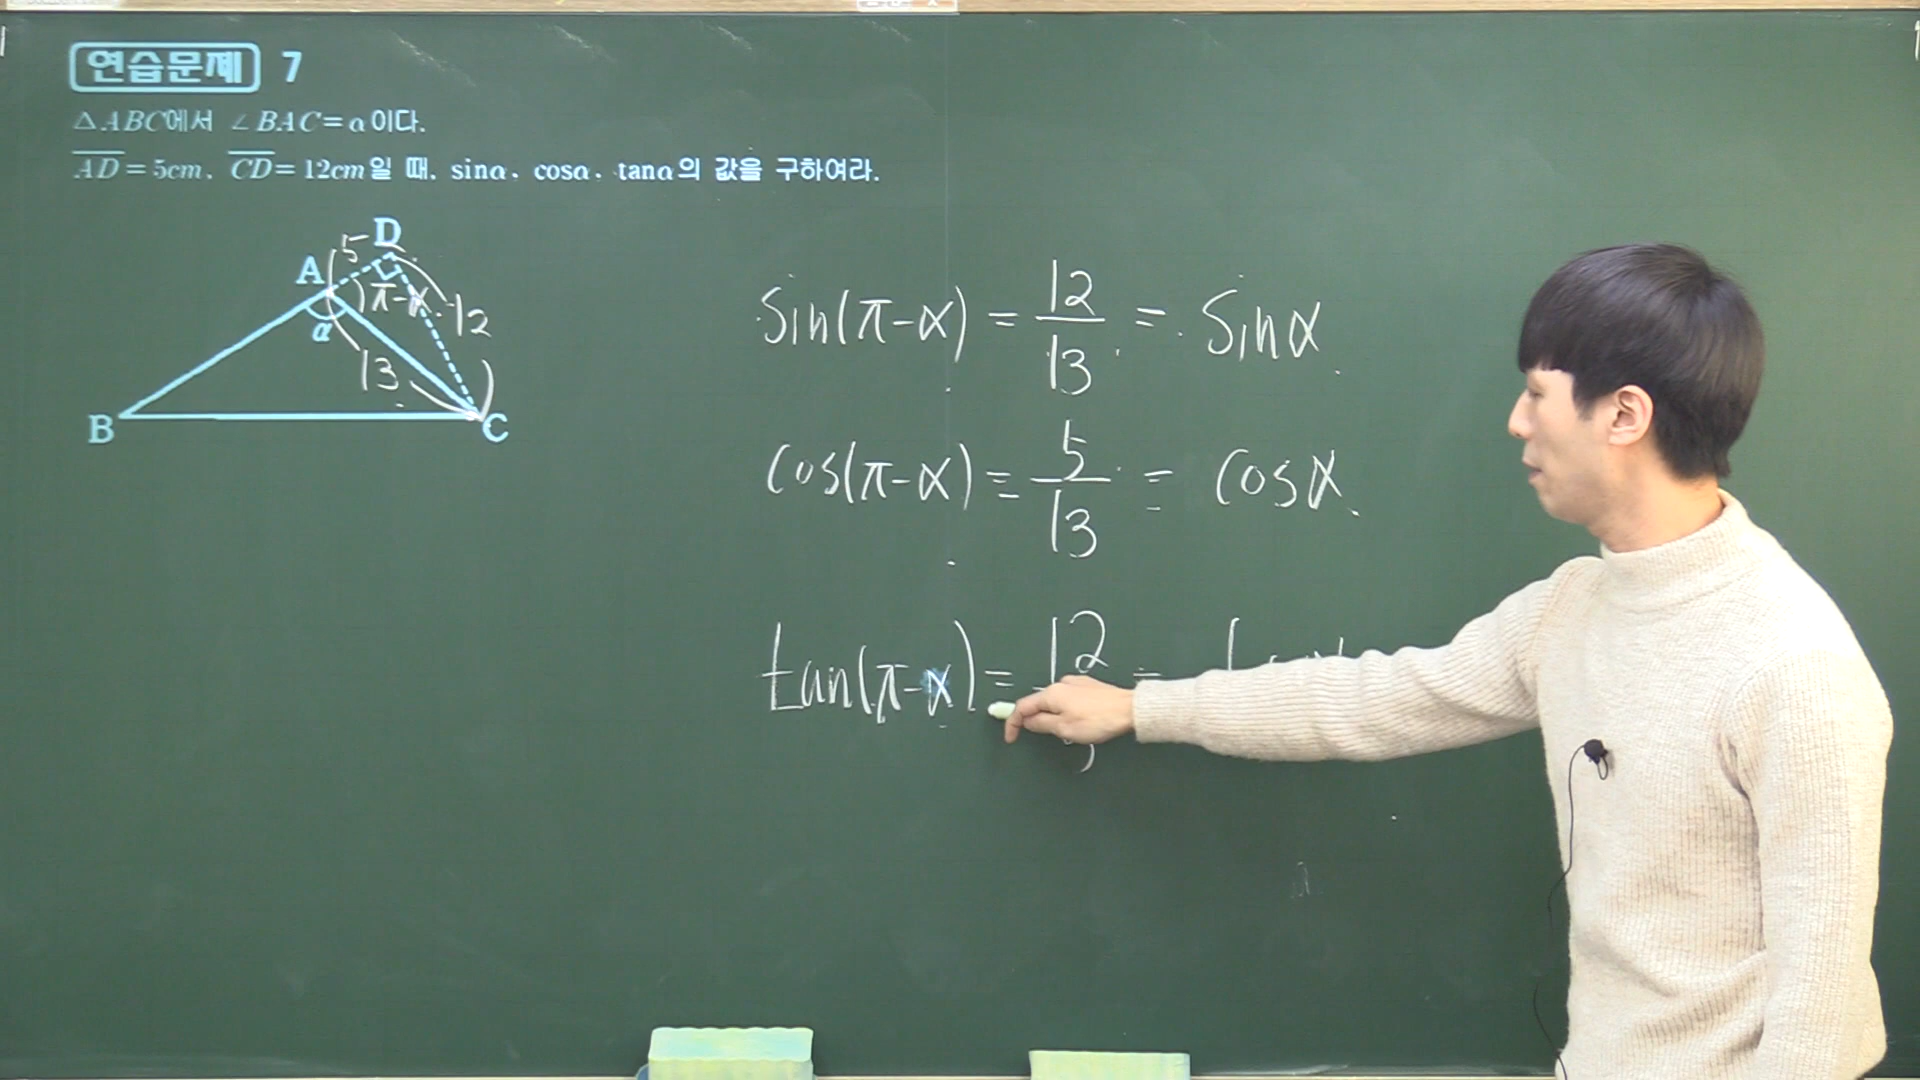 연습문제 7
△ABC에서 ∠BAC=α이다.
AD=5cm, CD=12cm일 때, sinα, cosα, tanα의 값을 구하여라.
D
5
A
π-α
12
α
13
B
C
sin(π-α) = 12/13 = sinα
cos(π-α) = 5/13 = cosα
tan(π-α) = 12 =